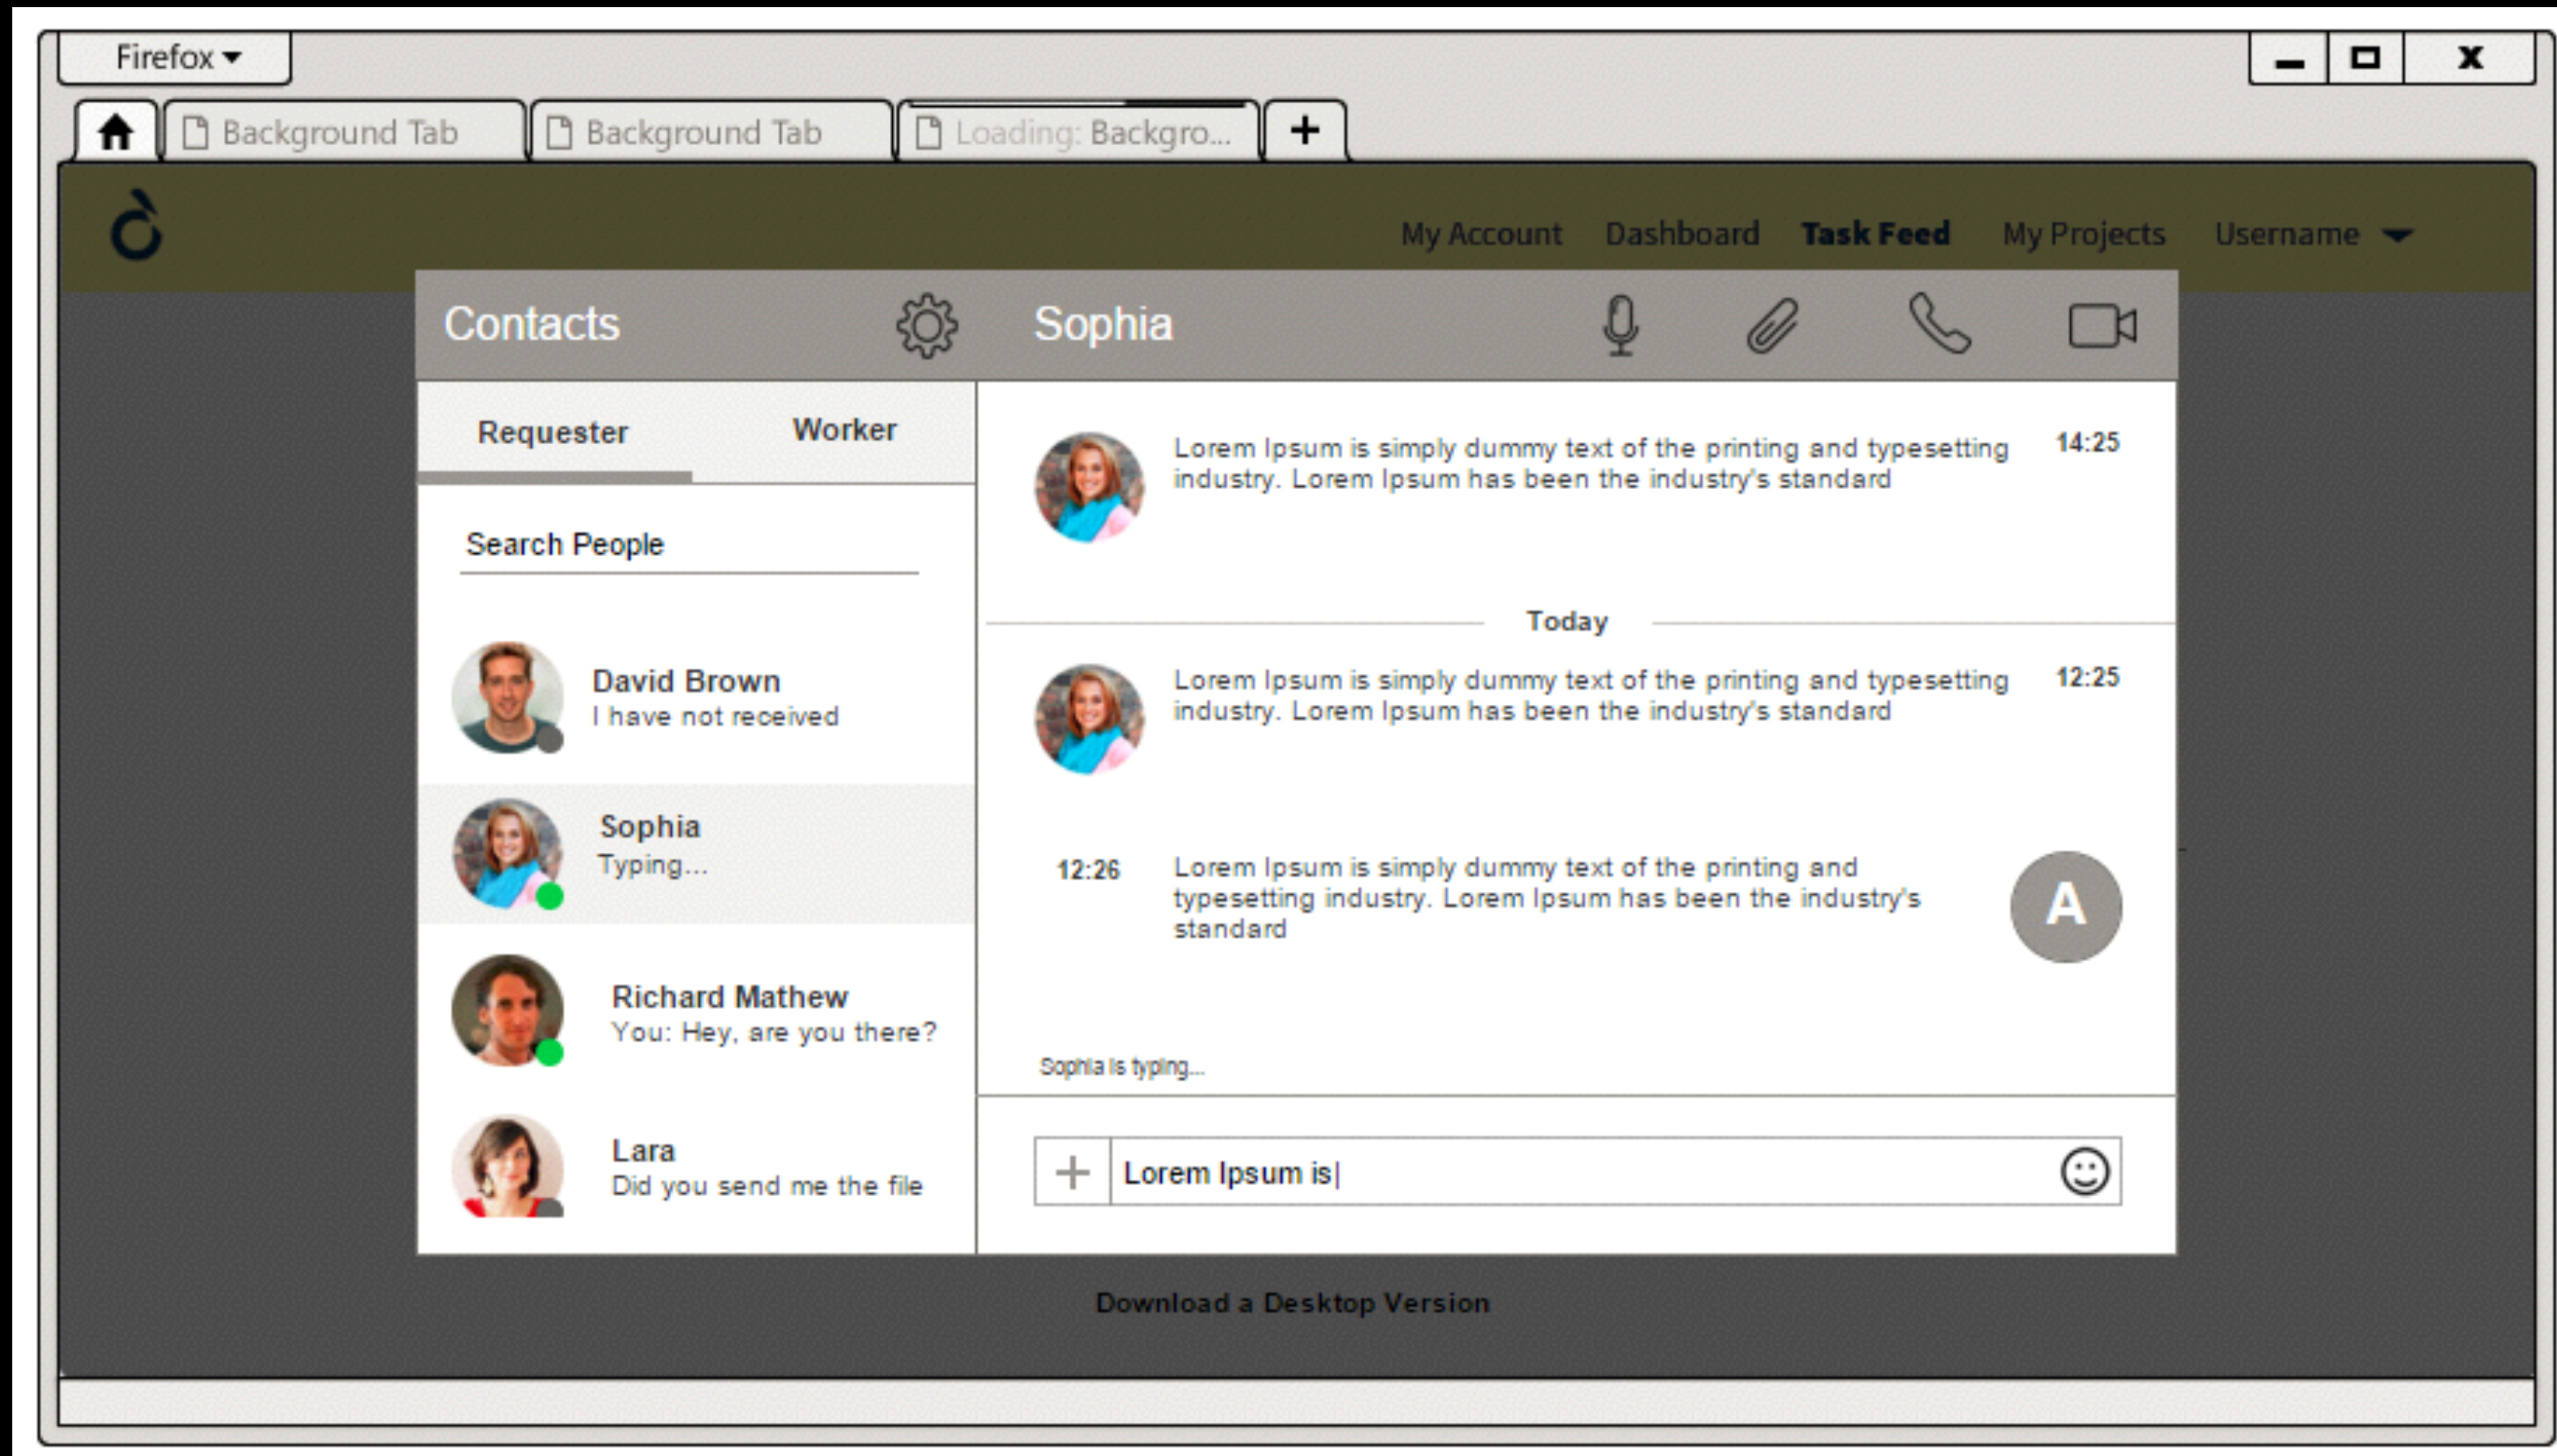 Firefox
x
Background Tab
Background Tab
Loading: Backgro...
+
My Account
Dashboard
Task Feed
My Projects
Username
Contacts
Sophia
Requester
Worker
Search People
David Brown
I have not received
Sophia
Typing...
Richard Mathew
You: Hey, are you there?
Lara
Did you send me the file
Lorem Ipsum is simply dummy text of the printing and typesetting
industry. Lorem Ipsum has been the industry's standard
14:25
Today
Lorem Ipsum is simply dummy text of the printing and typesetting
industry. Lorem Ipsum has been the industry's standard
12:25
12:26
Lorem Ipsum is simply dummy text of the printing and
typesetting industry. Lorem Ipsum has been the industry's
standard
A
Sophia is typing...
+
Lorem Ipsum is
Download a Desktop Version